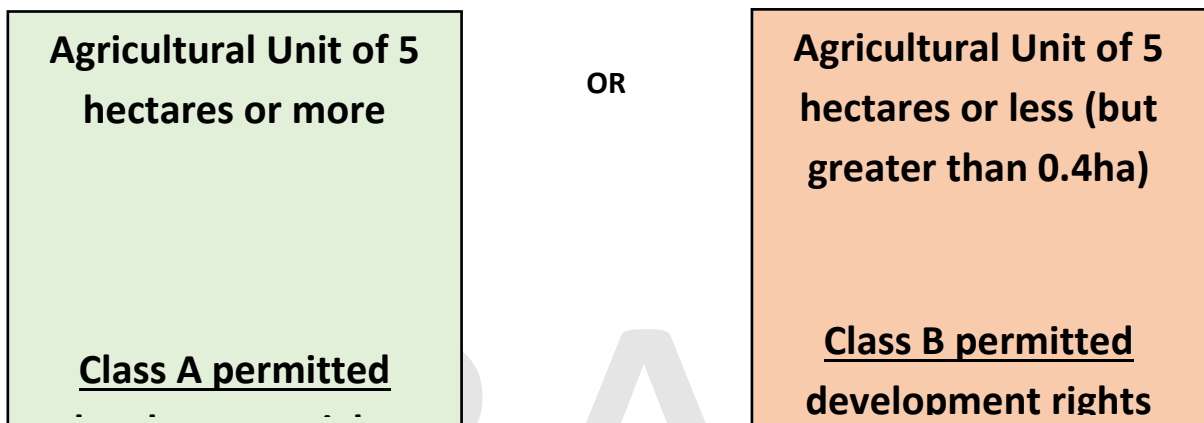 Agricultural Unit of 5
hectares or more
Class A permitted
OR
Agricultural Unit of 5
hectares or less (but
greater than 0.4ha)
Class B permitted
development rights